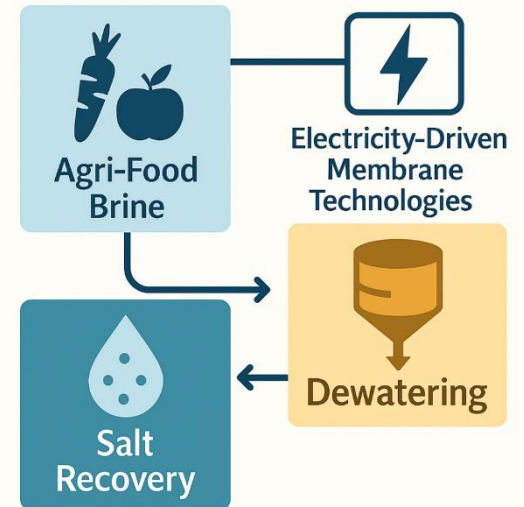 Agri-Food
Brine
Electricity-Driven
Membrane
Technologies
Dewatering
Salt
Recovery